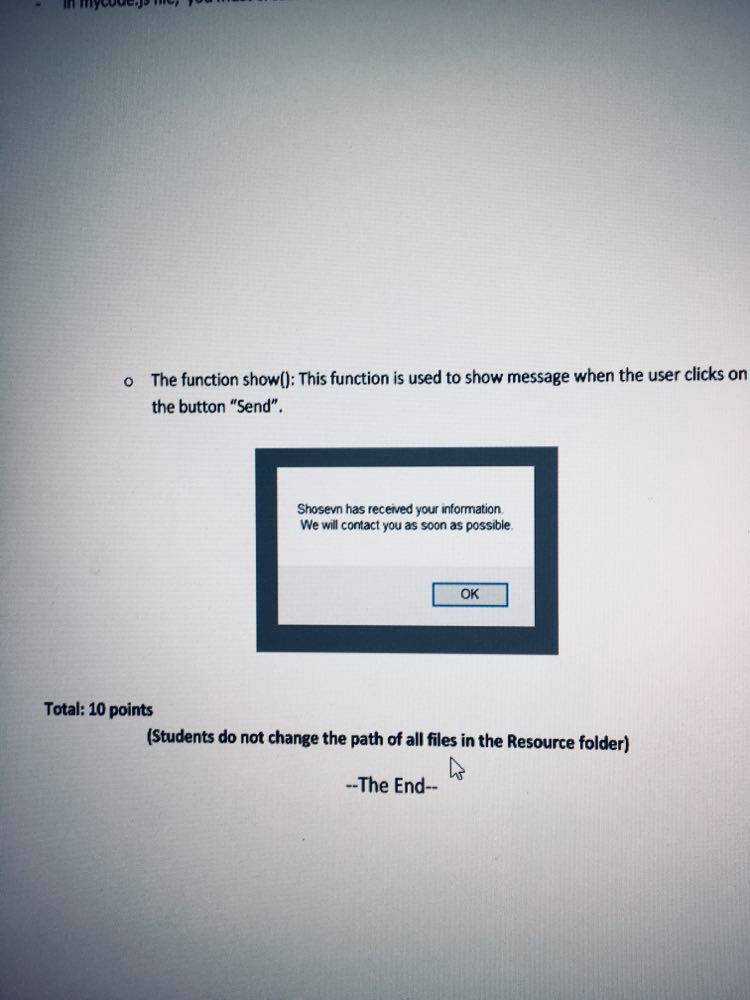 - In mycode.js file, you must
o The function show(): This function is used to show message when the user clicks on
the button "Send".
Shosevn has received your information.
We will contact you as soon as possible.
OK
Total: 10 points
(Students do not change the path of all files in the Resource folder)
--The End--